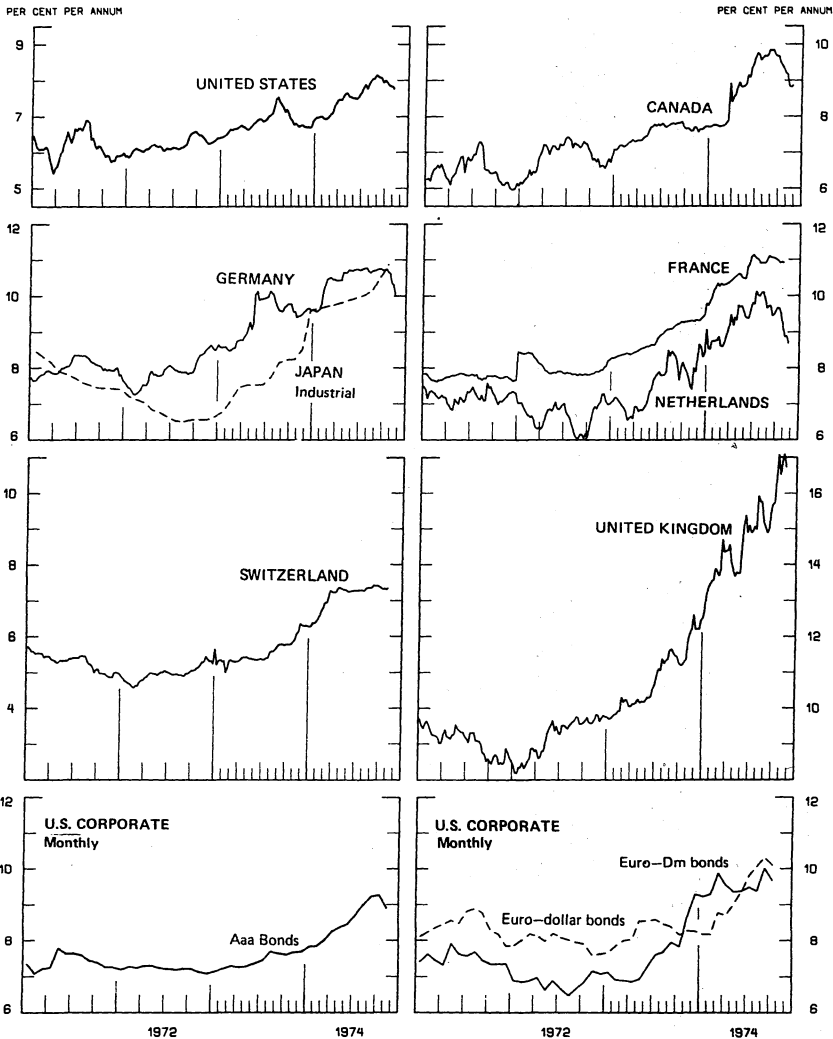 PER CENT PER ANNUM
PER CENT PER ANNUM
9
7
5
UNITED STATES
10
8
6
CANADA
12
10
8
6
GERMANY
JAPAN
Industrial
12
10
8
6
FRANCE
NETHERLANDS
10
8
6
4
SWITZERLAND
16
14
12
10
UNITED KINGDOM
12
10
8
6
U.S. CORPORATE
Monthly
Aaa Bonds
1972
1974
12
10
8
6
U.S. CORPORATE
Monthly
Euro-Dm bonds
Euro-dollar bonds
1972
1974